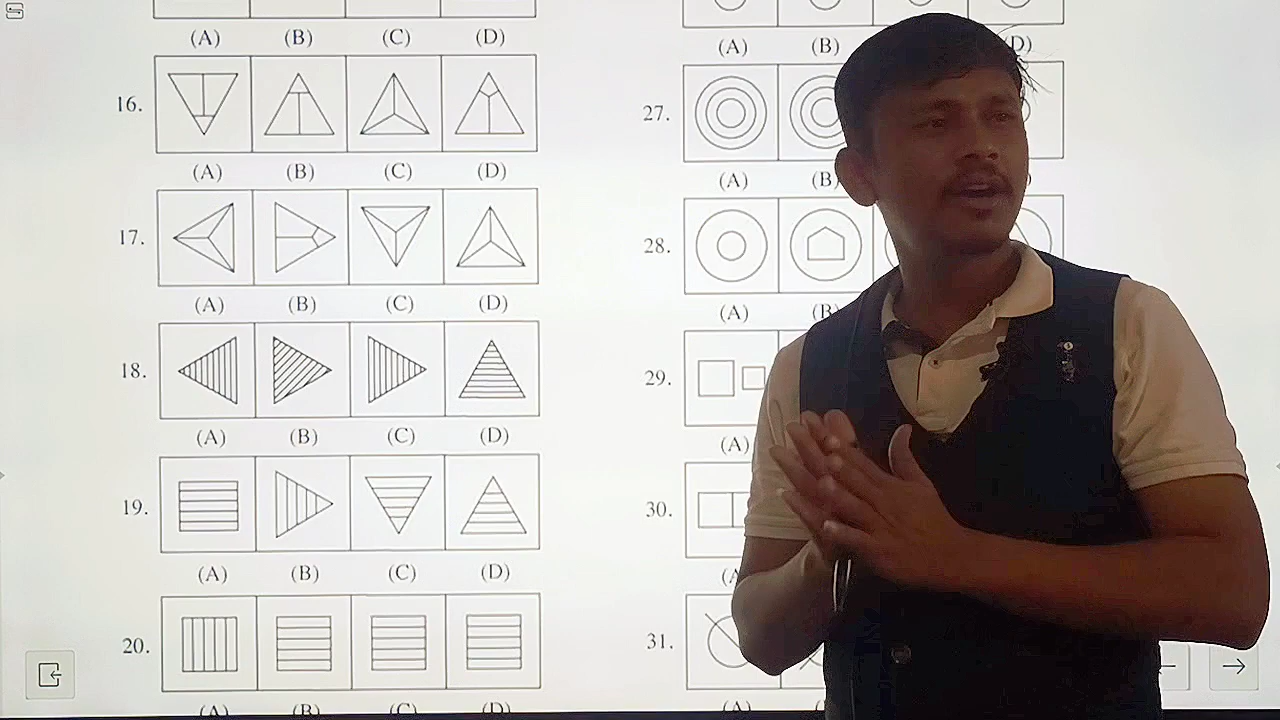 (A) (B) (C) (D)
16.
(A) (B) (C) (D)
17.
(A) (B) (C) (D)
18.
(A) (B) (C) (D)
19.
(A) (B) (C) (D)
20.
(A) (B) (C) (D)
(A) (B) (D)
27.
(A) (B)
28.
(A) (B)
29.
(A)
30.
31.
(A)